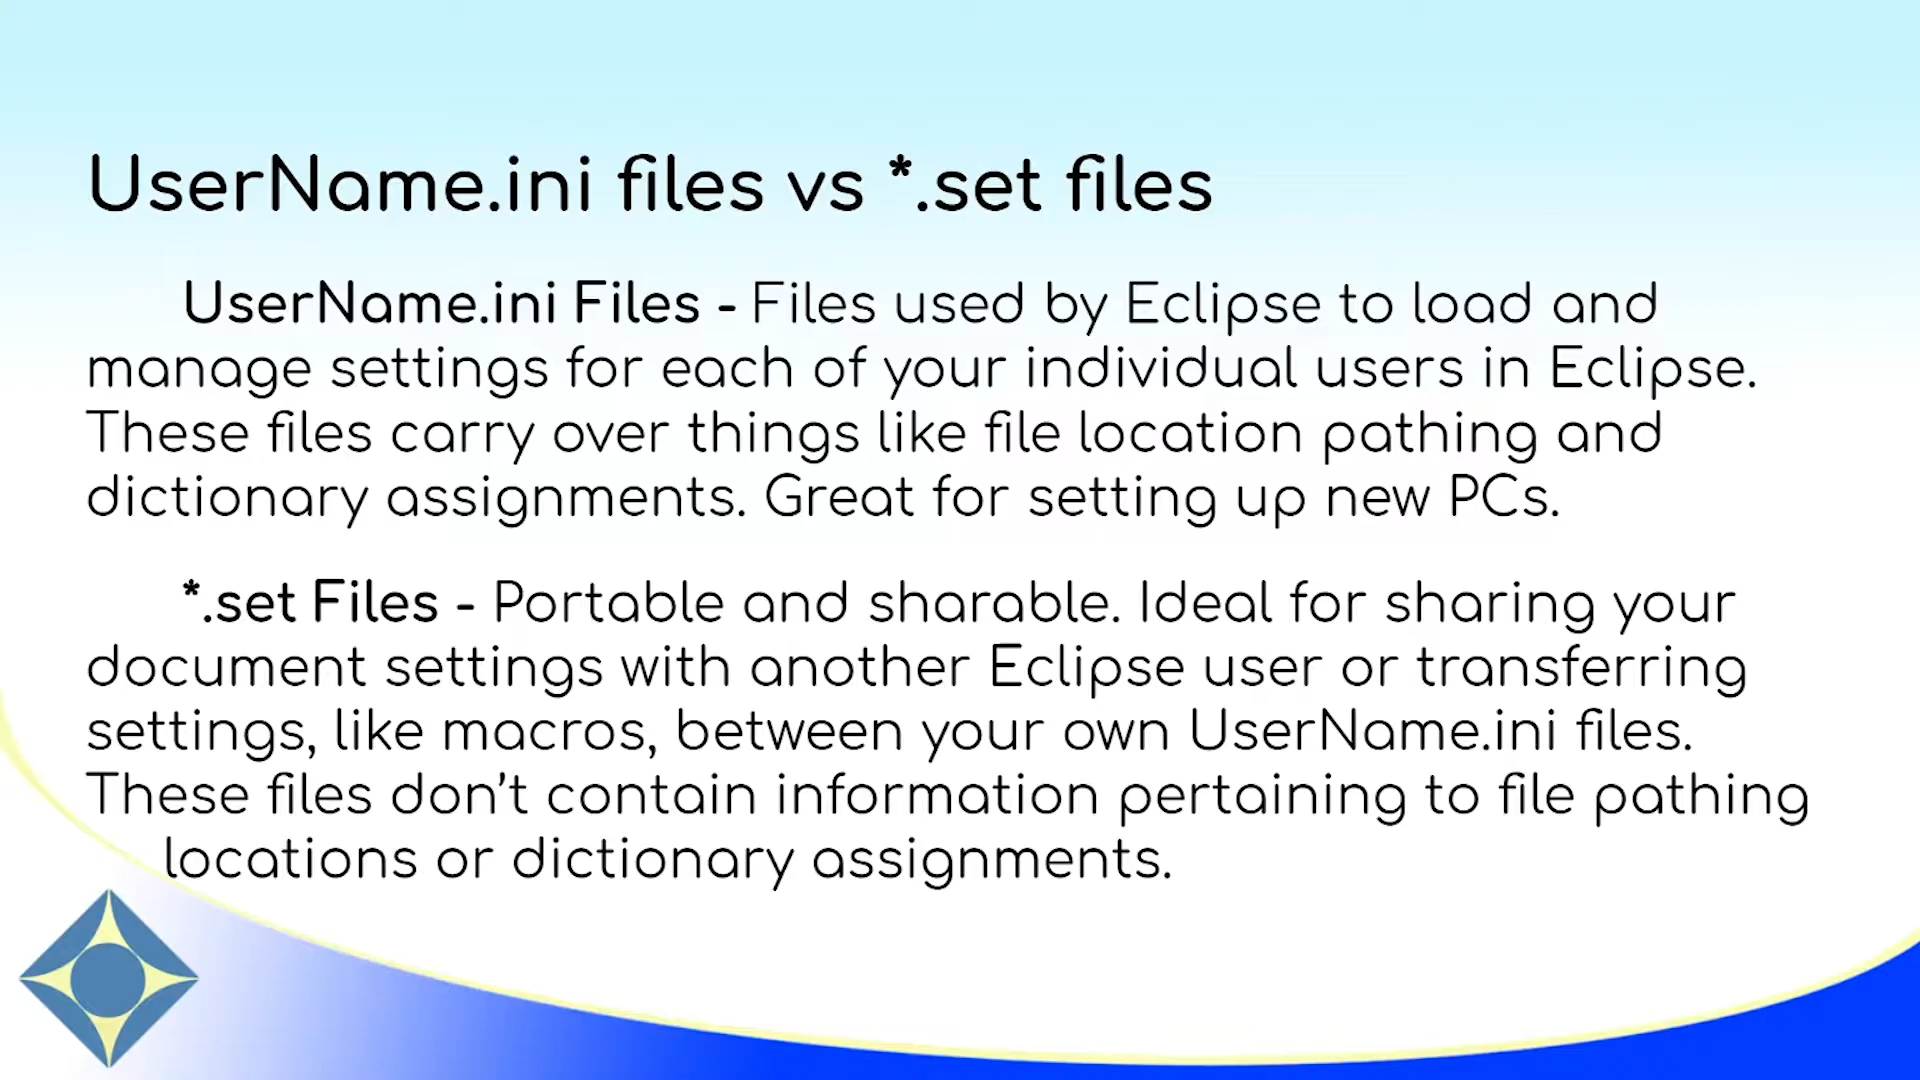 UserName.ini files vs *.set files
UserName.ini Files - Files used by Eclipse to load and
manage settings for each of your individual users in Eclipse.
These files carry over things like file location pathing and
dictionary assignments. Great for setting up new PCs.
*.set Files - Portable and sharable. Ideal for sharing your
document settings with another Eclipse user or transferring
settings, like macros, between your own UserName.ini files.
These files don't contain information pertaining to file pathing
locations or dictionary assignments.